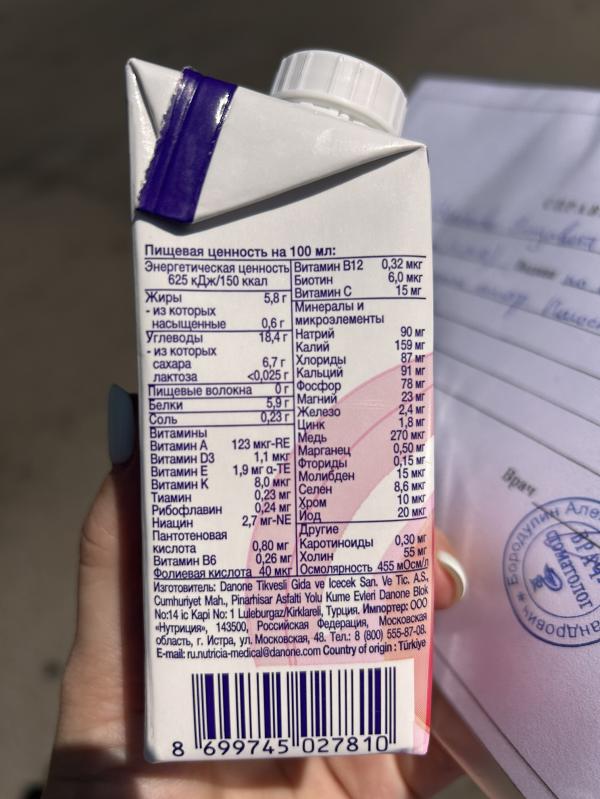 Пищевая ценность на 100 мл:
Энергетическая ценность
625 кДж/150 ккал
Жиры 5,8 г
- из которых
насыщенные 0,6 г
Углеводы 18,4 г
- из которых
сахара 6,7 г
лактоза <0,025 г
Пищевые волокна 0 г
Белки 5,9 г
Соль 0,23 г
Витамины
Витамин А 123 мкг-RE
Витамин D3 1,1 мкг
Витамин Е 1,9 мг α-TE
Витамин К 8,0 мкг
Тиамин 0,23 мг
Рибофлавин 0,24 мг
Ниацин 2,7 мг-NE
Пантотеновая
кислота 0,80 мг
Витамин В6 0,26 мг
Фолиевая кислота 40 мкг
Витамин В12 0,32 мкг
Биотин 6,0 мкг
Витамин С 15 мг
Минералы и
микроэлементы
Натрий 90 мг
Калий 159 мг
Хлориды 87 мг
Кальций 91 мг
Фосфор 78 мг
Магний 23 мг
Железо 2,4 мг
Цинк 1,8 мг
Медь 270 мкг
Марганец 0,50 мг
Фториды 0,15 мг
Молибден 15 мкг
Селен 8,6 мкг
Хром 10 мкг
Йод 20 мкг
Другие
Каротиноиды 0,30 мг
Холин 55 мг
Осмолярность 455 мОсм/л
Изготовитель: Danone Tikvesli Gida ve Icecek San. Ve Tic. A.S.,
Cumhuriyet Mah., Pinarhisar Asfalti Yolu Kume Evleri Danone Blok
No:14 ic Kapi No: 1 Luleburgaz/Kirklareli, Турция. Импортер: ООО
«Нутриция», 143500, Российская Федерация, Московская
область, г. Истра, ул. Московская, 48. Тел.: 8 (800) 555-87-08.
E-mail: ru.nutricia-medical@danone.com Country of origin : Türkiye
8 699745 027810
Врач